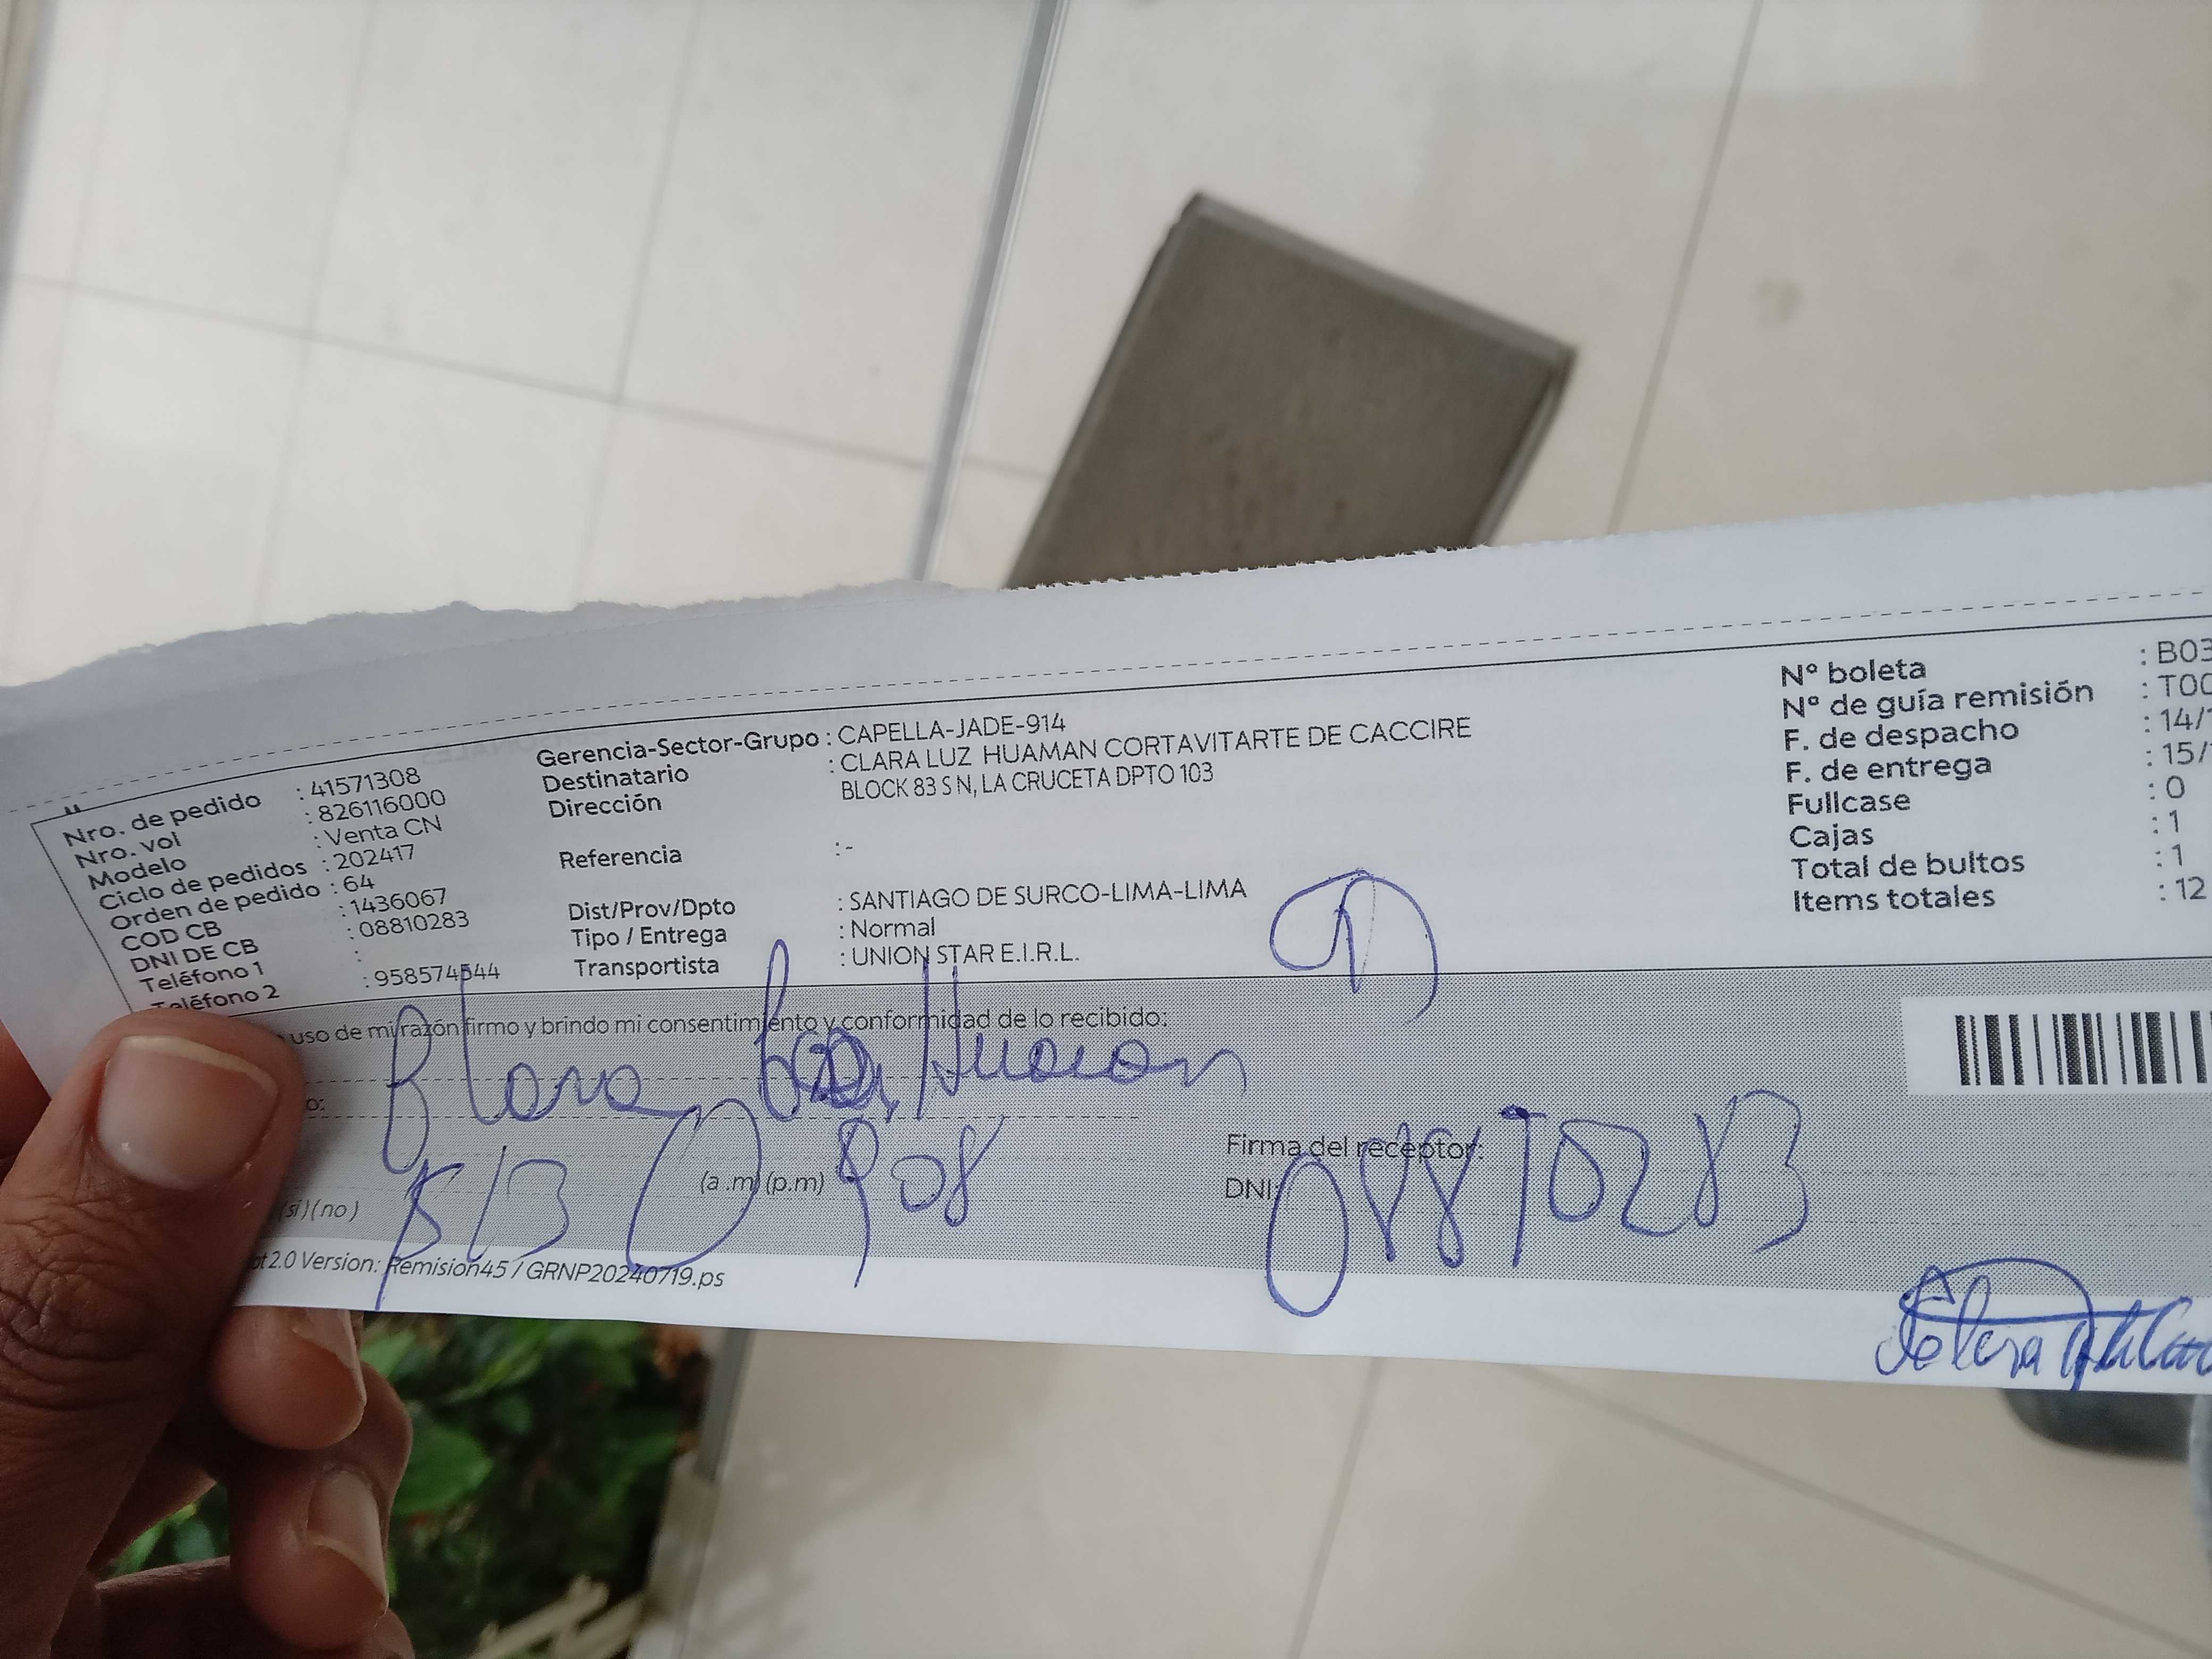 Nro. de pedido : 41571308
Nro. vol : 826116000
Modelo : Venta CN
Ciclo de pedidos : 202417
Orden de pedido : 64
COD CB : 1436067
DNI DE CB : 08810283
Teléfono 1 :
Teléfono 2 : 958574544
Gerencia-Sector-Grupo : CAPELLA-JADE-914
Destinatario : CLARA LUZ HUAMAN CORTAVITARTE DE CACCIRE
Dirección BLOCK 83 S N, LA CRUCETA DPTO 103
Referencia : -
Dist/Prov/Dpto : SANTIAGO DE SURCO-LIMA-LIMA
Tipo / Entrega : Normal
Transportista : UNION STAR E.I.R.L.
Nº boleta : B03
Nº de guía remisión : T00
F. de despacho : 14/
F. de entrega : 15/
Fullcase : 0
Cajas : 1
Total de bultos : 1
Items totales : 12
uso de mi razón firmo y brindo mi consentimiento y conformidad de lo recibido:
o:
(a .m) (p.m)
Firma del receptor:
(si) (no)
DNI:
2.0 Version: Remision45 / GRNP20240719.ps